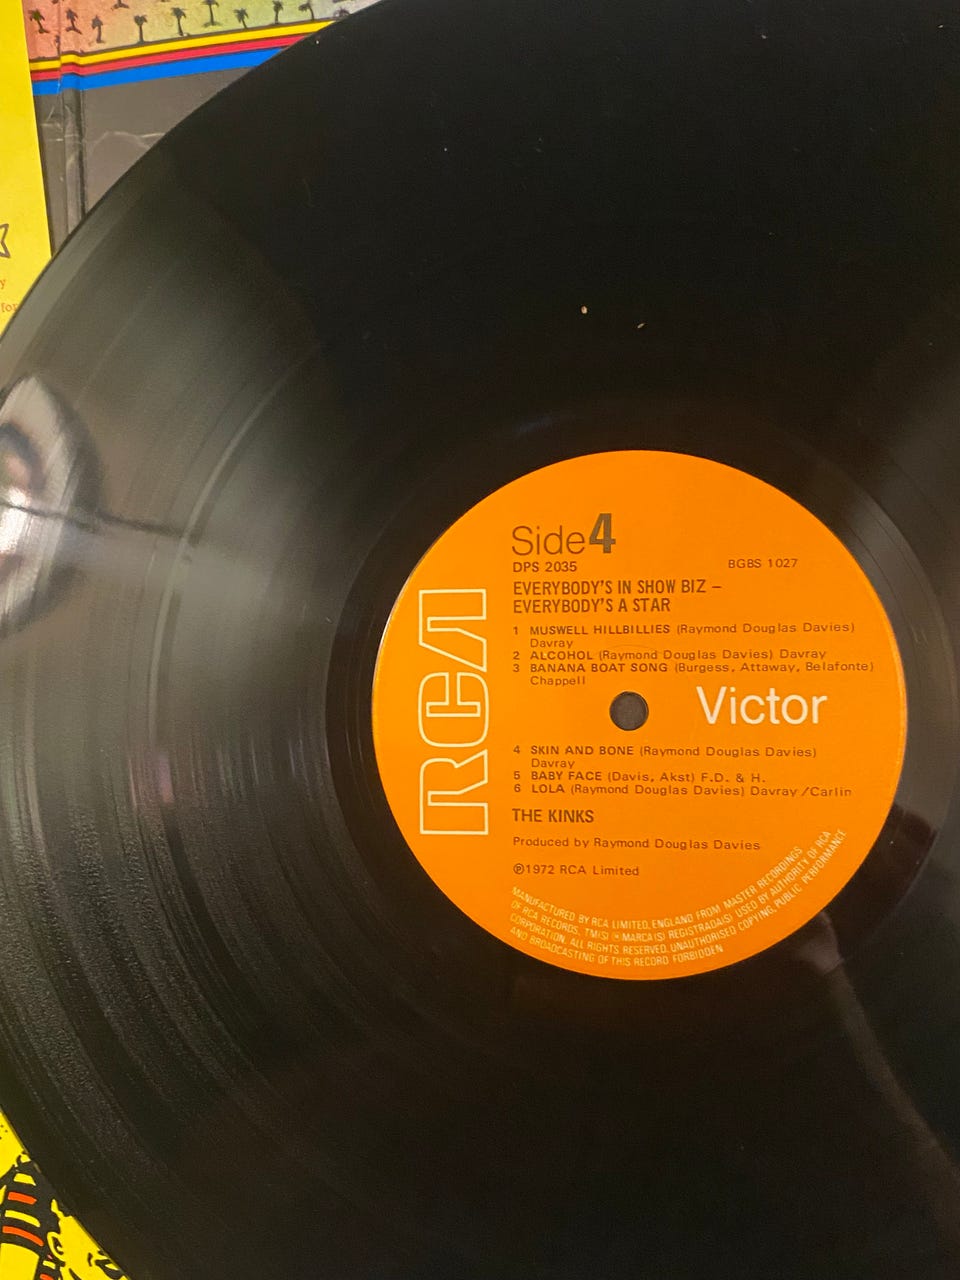 y
for
Side 4
DPS 2035 BGBS 1027
EVERYBODY'S IN SHOW BIZ –
EVERYBODY'S A STAR
1 MUSWELL HILLBILLIES (Raymond Douglas Davies)
Davray
2 ALCOHOL (Raymond Douglas Davies) Davray
3 BANANA BOAT SONG (Burgess, Attaway, Belafonte)
Chappell
RCA
Victor
4 SKIN AND BONE (Raymond Douglas Davies)
Davray
5 BABY FACE (Davis, Akst) F.D. & H.
6 LOLA (Raymond Douglas Davies) Davray/Carlin
THE KINKS
Produced by Raymond Douglas Davies
℗1972 RCA Limited
MANUFACTURED BY RCA LIMITED, ENGLAND FROM MASTER RECORDINGS
OF RCA RECORDS. TM(S) ® MARCA(S) REGISTRADA(S) USED BY AUTHORITY OF RCA
CORPORATION. ALL RIGHTS RESERVED. UNAUTHORISED COPYING, PUBLIC PERFORMANCE
AND BROADCASTING OF THIS RECORD FORBIDDEN